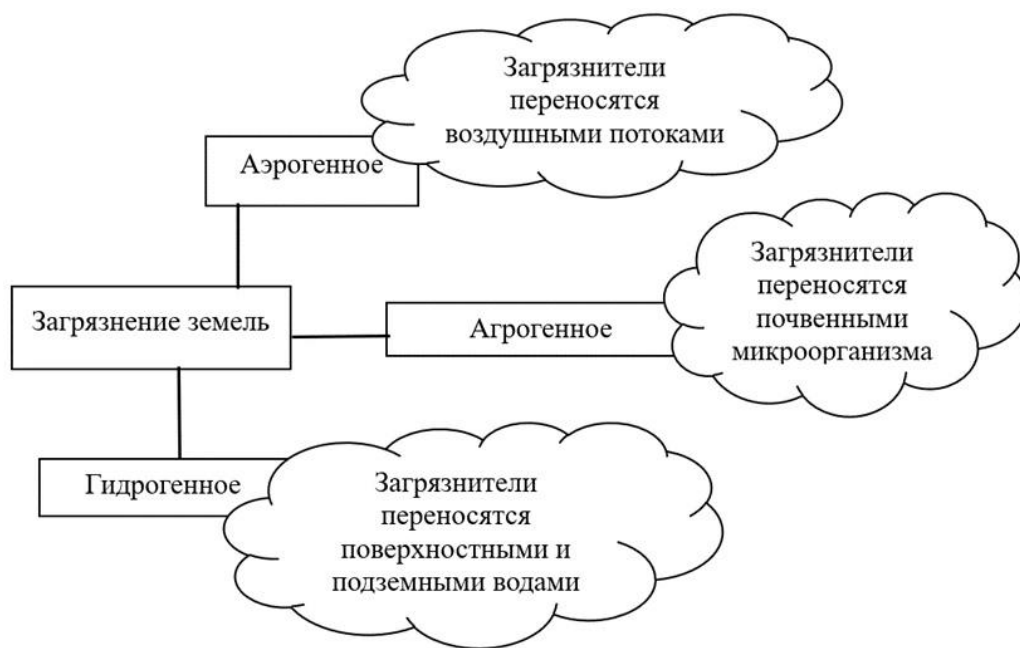 Загрязнители
переносятся
воздушными потоками
Аэрогенное
Загрязнители
переносятся
почвенными
микроорганизма
Загрязнение земель
Агрогенное
Гидрогенное
Загрязнители
переносятся
поверхностными и
подземными водами